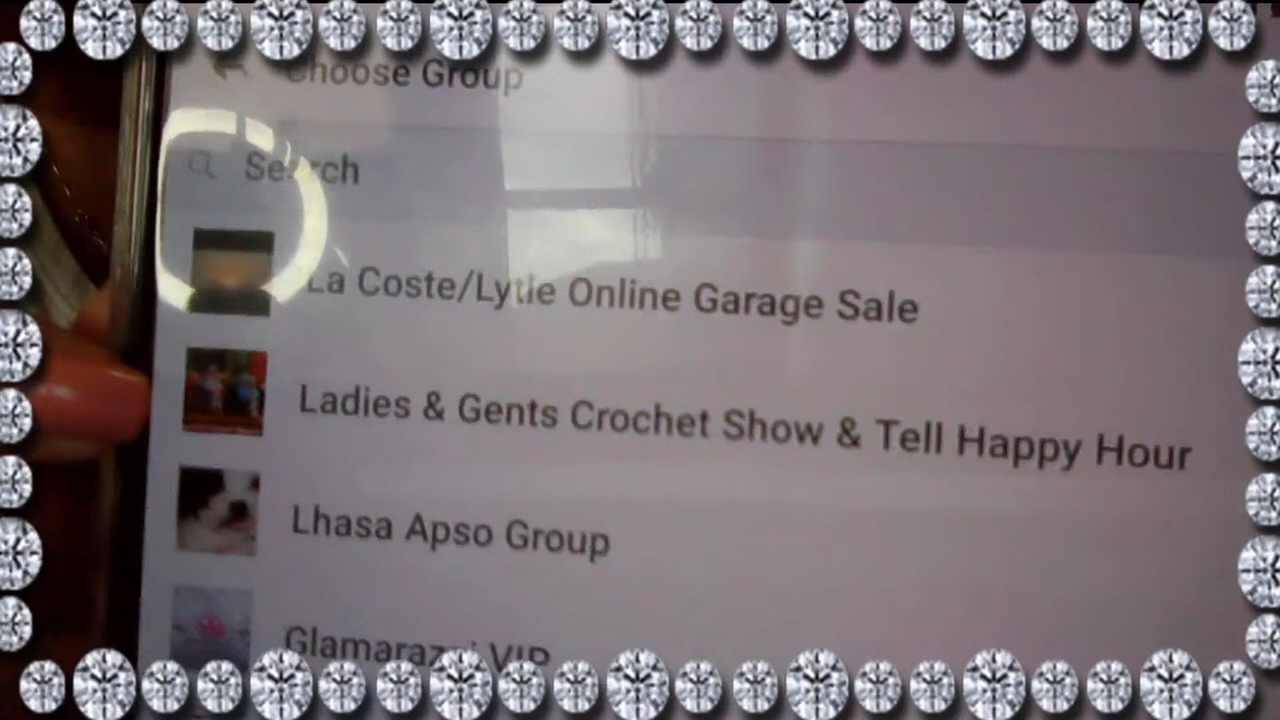 Choose Group
Search
La Coste/Lytle Online Garage Sale
Ladies & Gents Crochet Show & Tell Happy Hour
Lhasa Apso Group
VIP